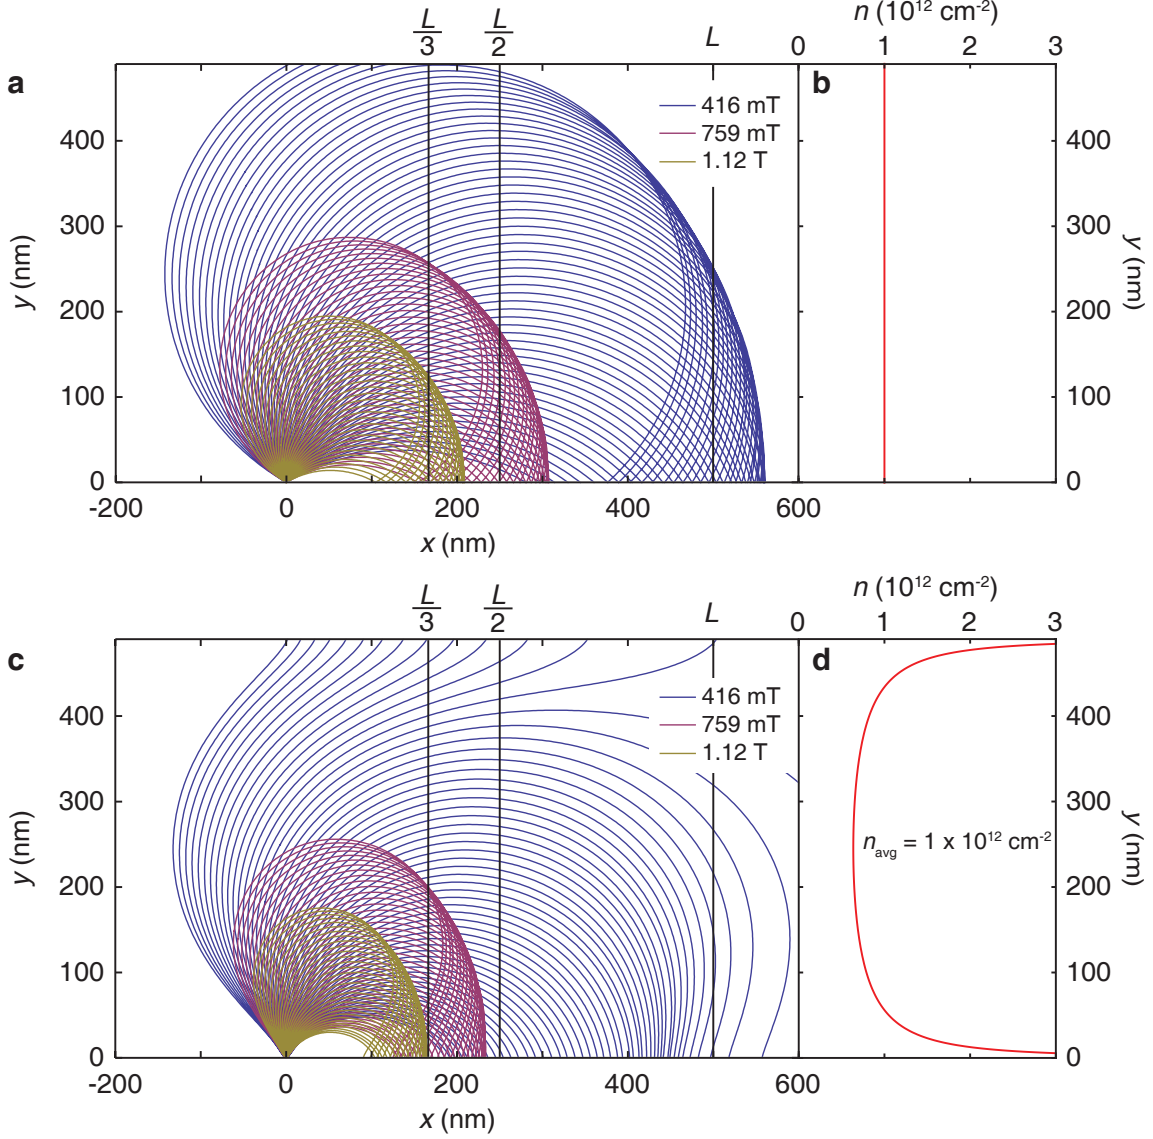 L/3 L/2 L
n (10¹² cm⁻²)
0 1 2 3
a
b
416 mT
759 mT
1.12 T
400
300
200
100
0
y (nm)
-200 0 200 400 600
x (nm)
400
300
200
100
0
y (nm)
L/3 L/2 L
n (10¹² cm⁻²)
0 1 2 3
c
d
416 mT
759 mT
1.12 T
400
300
200
100
0
y (nm)
-200 0 200 400 600
x (nm)
n_avg = 1 x 10¹² cm⁻²
400
300
200
100
0
y (nm)